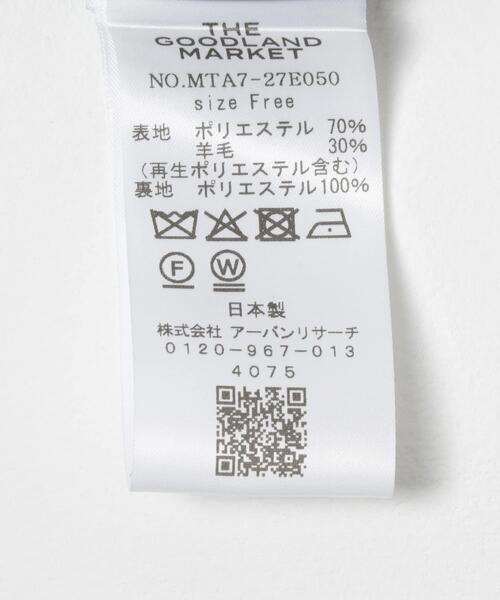 THE
GOODLAND
MARKET
NO.MTA7-27E050
size Free
表地 ポリエステル 70%
羊毛 30%
(再生ポリエステル含む)
裏地 ポリエステル100%
F W
日本製
株式会社 アーバンリサーチ
0120-967-013
4075